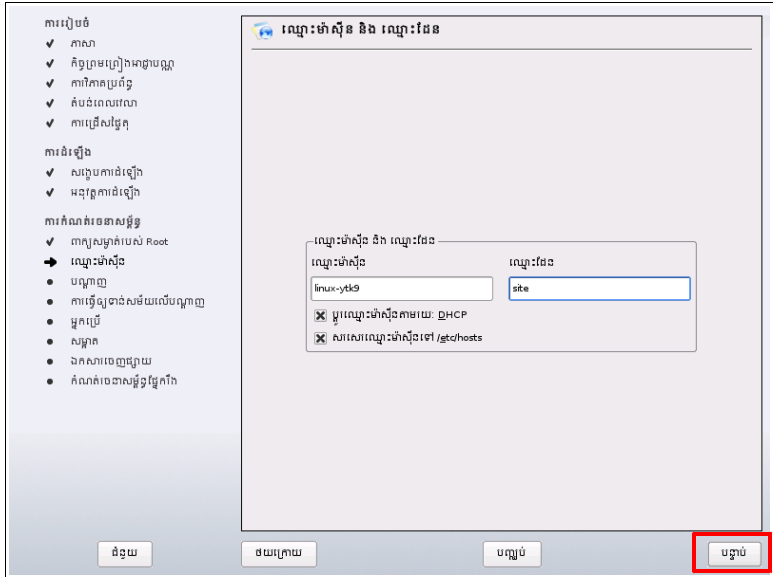 ការរៀបចំ
ភាសា
កិច្ចព្រមព្រៀងអាជ្ញាបណ្ណ
ការវិភាគប្រព័ន្ធ
តំបន់ពេលវេលា
ការជ្រើសផ្ទៃតុ
ការដំឡើង
សង្ខេបការដំឡើង
អនុវត្តការដំឡើង
ការកំណត់រចនាសម្ព័ន្ធ
ពាក្យសម្ងាត់របស់ Root
ឈ្មោះម៉ាស៊ីន
បណ្ដាញ
ការធ្វើឲ្យទាន់សម័យលើបណ្ដាញ
អ្នកប្រើ
សម្អាត
ឯកសារចេញផ្សាយ
កំណត់រចនាសម្ព័ន្ធផ្នែករឹង
ឈ្មោះម៉ាស៊ីន និង ឈ្មោះដែន
ឈ្មោះម៉ាស៊ីន និង ឈ្មោះដែន
ឈ្មោះម៉ាស៊ីន ឈ្មោះដែន
linux-ytk9 site
ប្ដូរឈ្មោះម៉ាស៊ីនតាមរយៈ DHCP
សរសេរឈ្មោះម៉ាស៊ីនទៅ /etc/hosts
ជំនួយ ថយក្រោយ បញ្ឈប់ បន្ទាប់